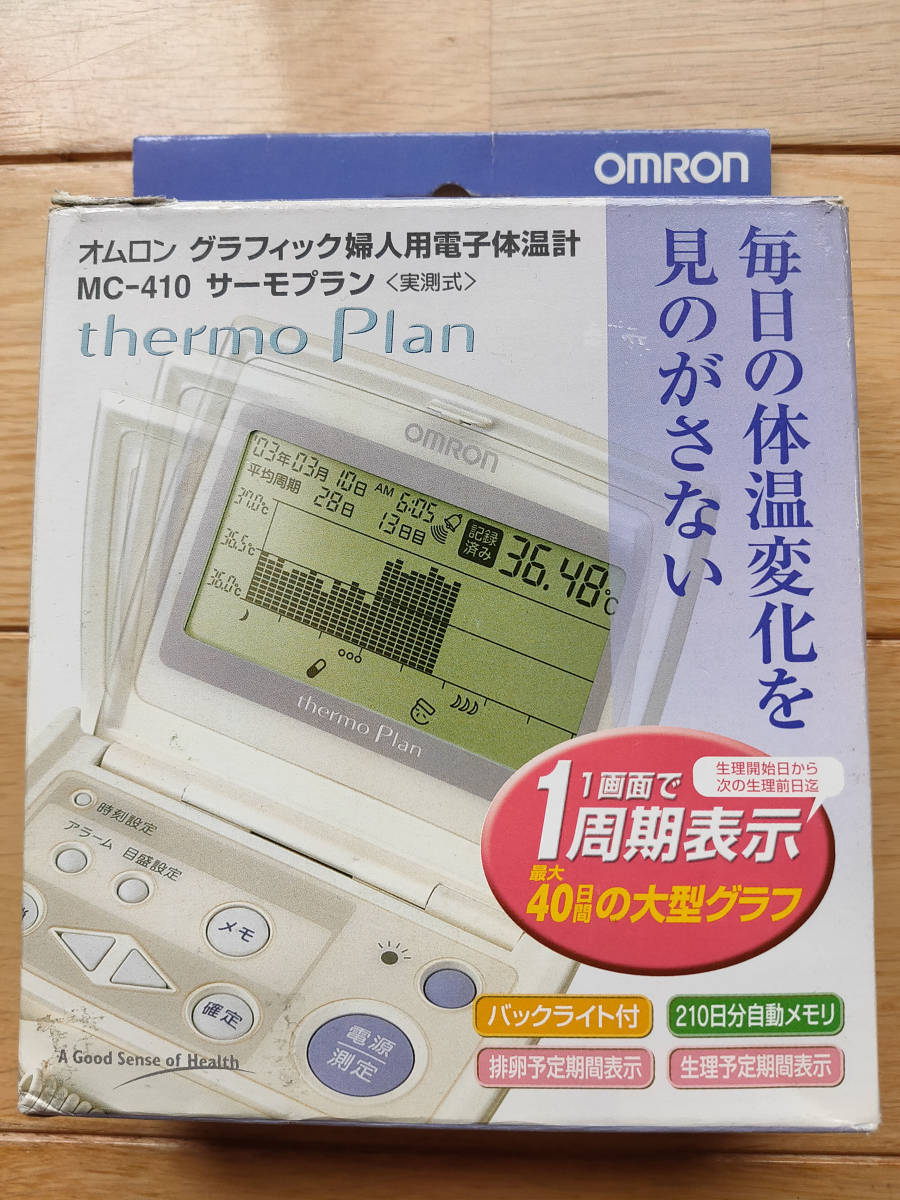 OMRON
オムロン グラフィック婦人用電子体温計
MC-410 サーモプラン〈実測式〉
thermo Plan
毎日の体温変化を
見のがさない
OMRON
'03年03月10日 AM 6:05
平均周期 28日 13日目
記録
済み
36.48℃
37.0℃
36.5℃
36.0℃
thermo Plan
生理開始日から
次の生理前日迄
1画面で
1周期表示
最大
40日間の大型グラフ
時刻設定
アラーム 目盛設定
メモ
確定
電源
測定
バックライト付
210日分自動メモリ
排卵予定期間表示
生理予定期間表示
A Good Sense of Health